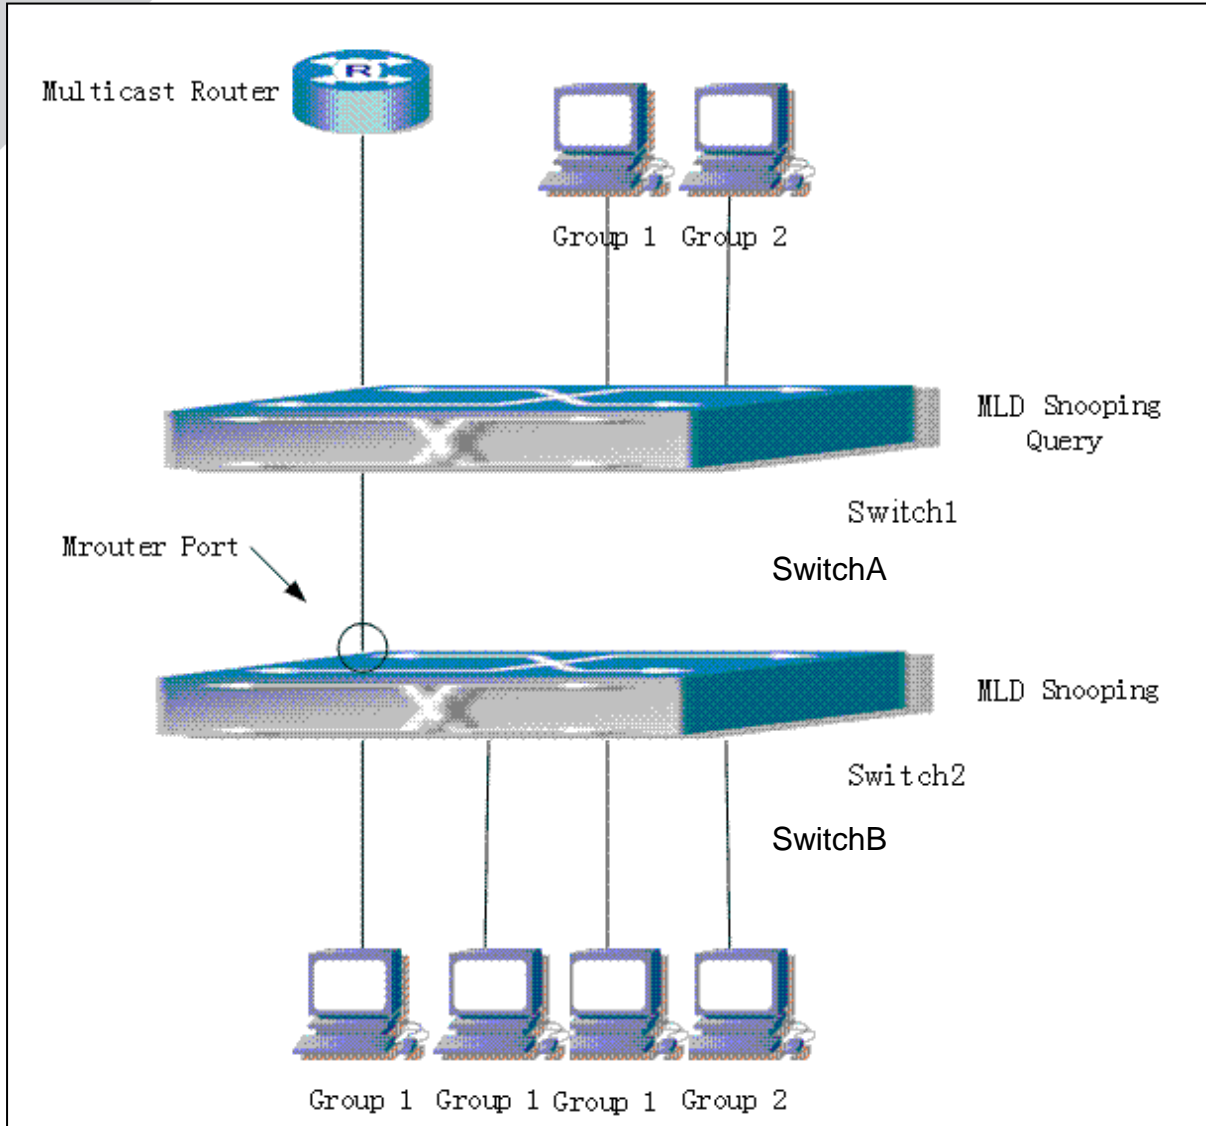 R
Multicast Router
Group 1 Group 2
MLD Snooping
Query
Switch1
Mrouter Port
SwitchA
MLD Snooping
Switch2
SwitchB
Group 1 Group 1 Group 1 Group 2